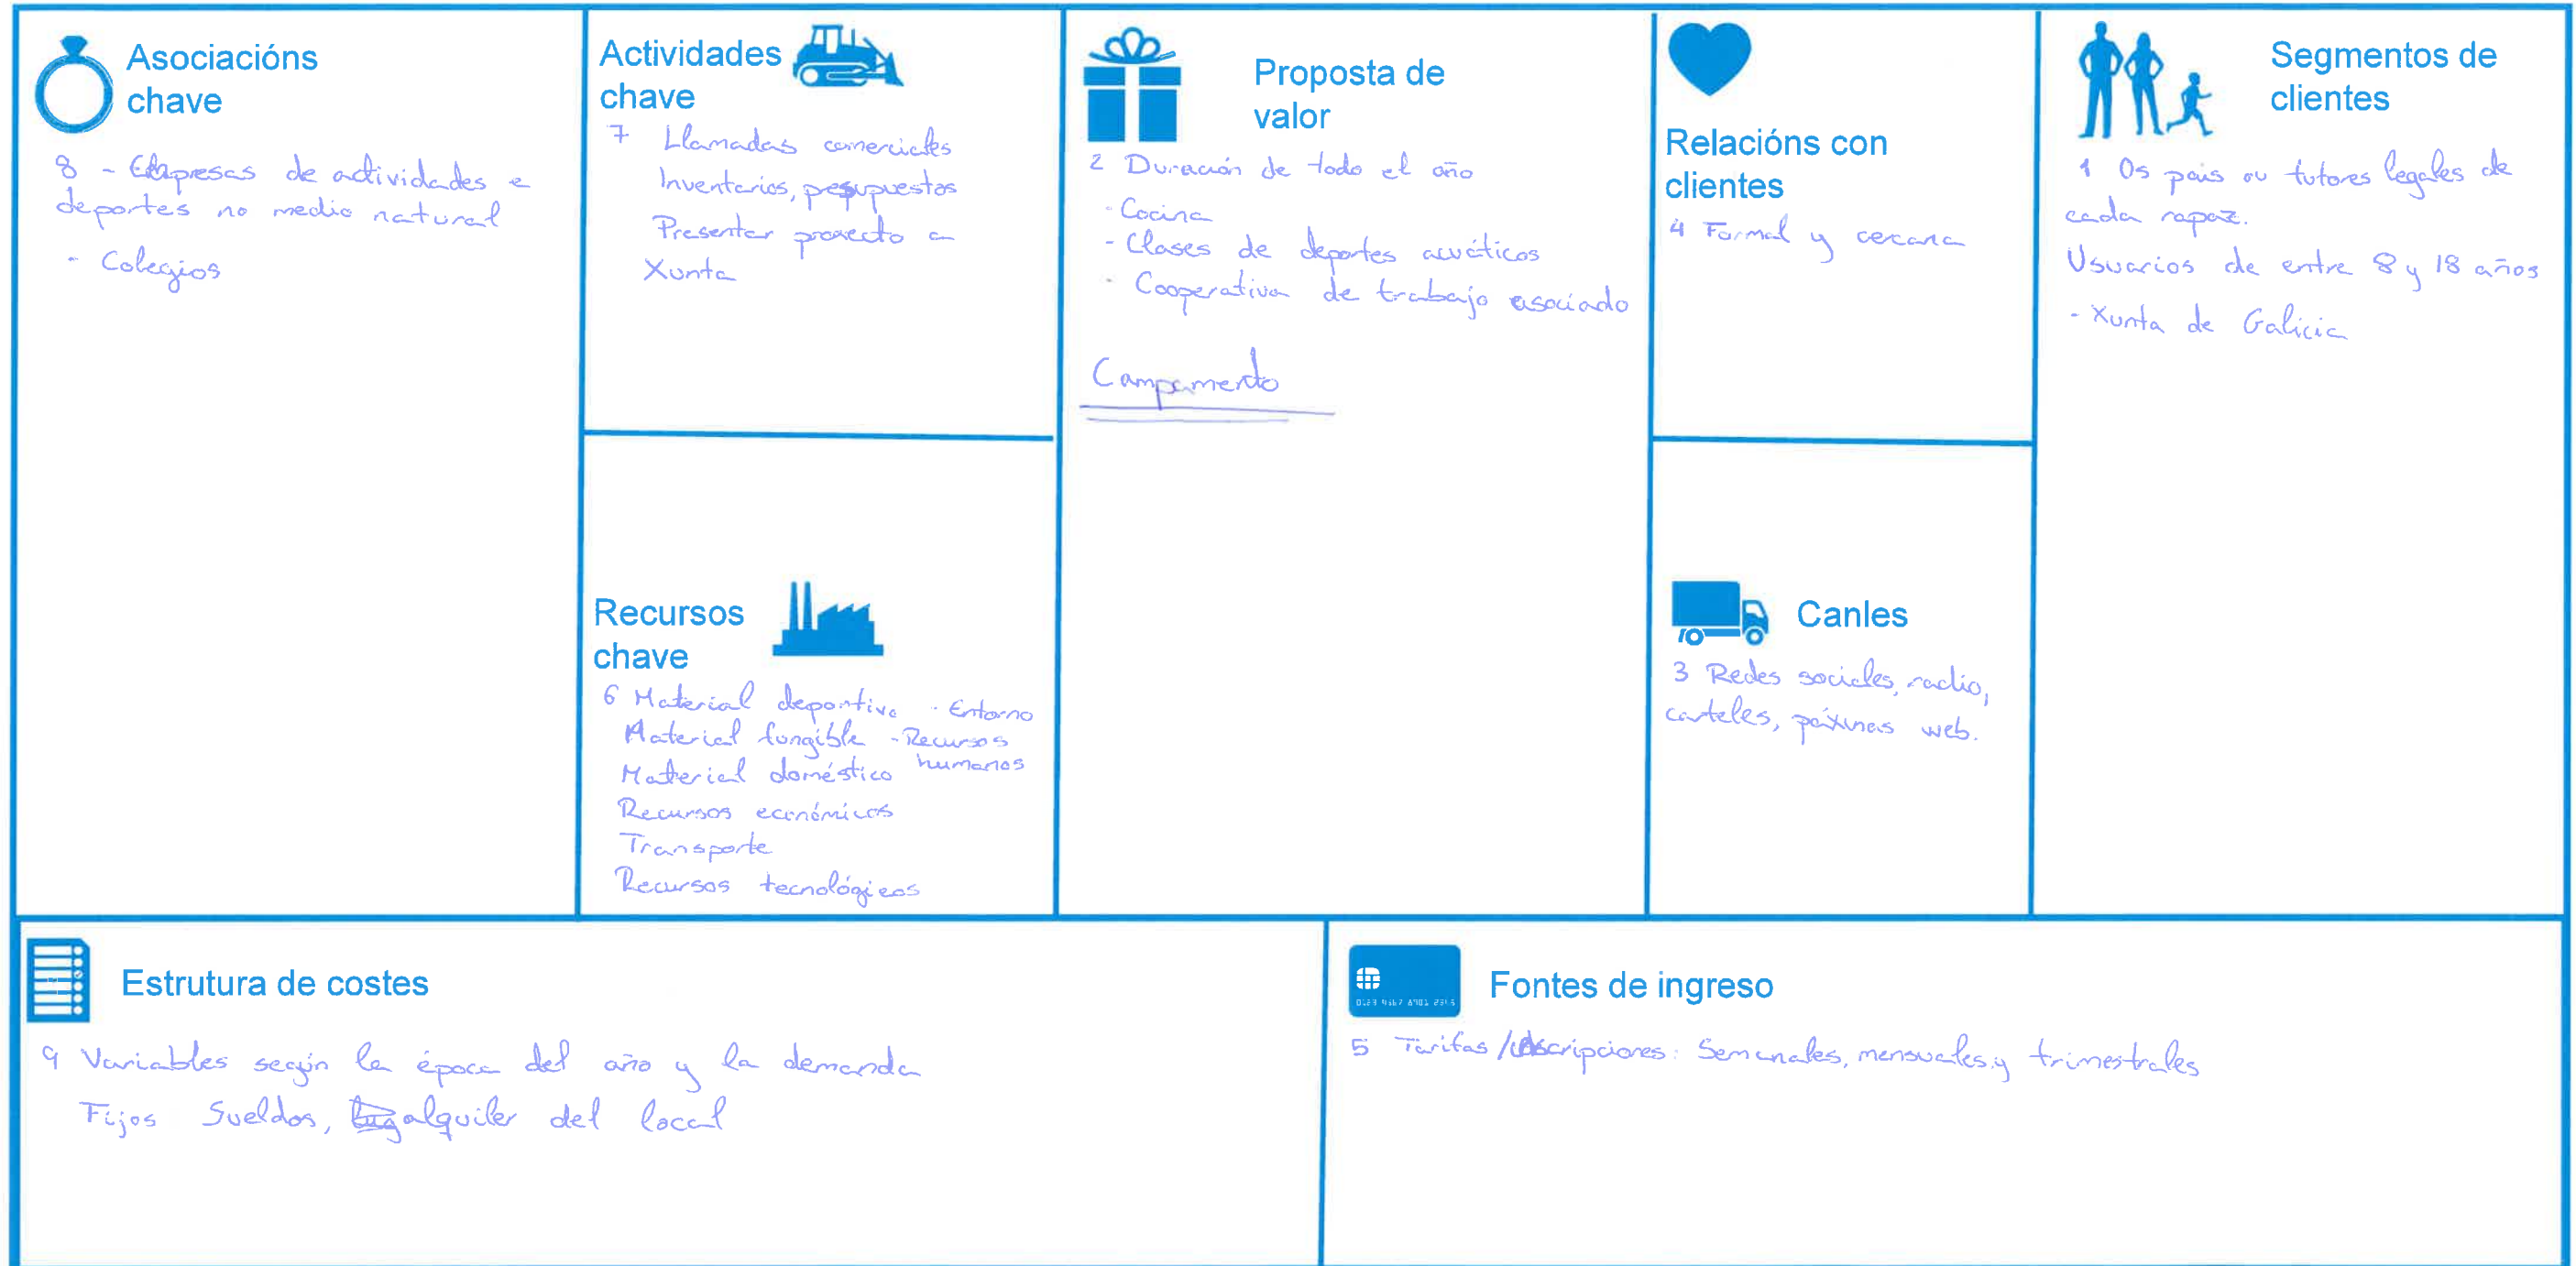 Asociacións
chave
8 - Empresas de actividades e
deportes no medio natural
- Colegios
Actividades
chave
7 Llamadas comerciales
Inventarios, presupuestos
Presentar proxecto a
Xunta
Recursos
chave
6 Material deportivo - Entorno
Material fungible - Recursos
humanos
Material doméstico
Recursos económicos
Transporte
Recursos tecnológicos
Proposta de
valor
2 Duración de todo el año
- Cocina
- Clases de deportes acuáticos
- Cooperativa de trabajo asociado
Campamento
Relacións con
clientes
4 Formal y cercana
Canles
3 Redes sociales, radio,
carteles, páxinas web.
Segmentos de
clientes
1 Os pais ou tutores legales de
cada rapaz.
Usuarios de entre 8 y 18 años
- Xunta de Galicia
Estrutura de costes
9 Variables según la época del año y la demanda
Fijos Sueldos, alquiler del local
Fontes de ingreso
5 Tarifas / inscripciones: Semanales, mensuales y trimestrales